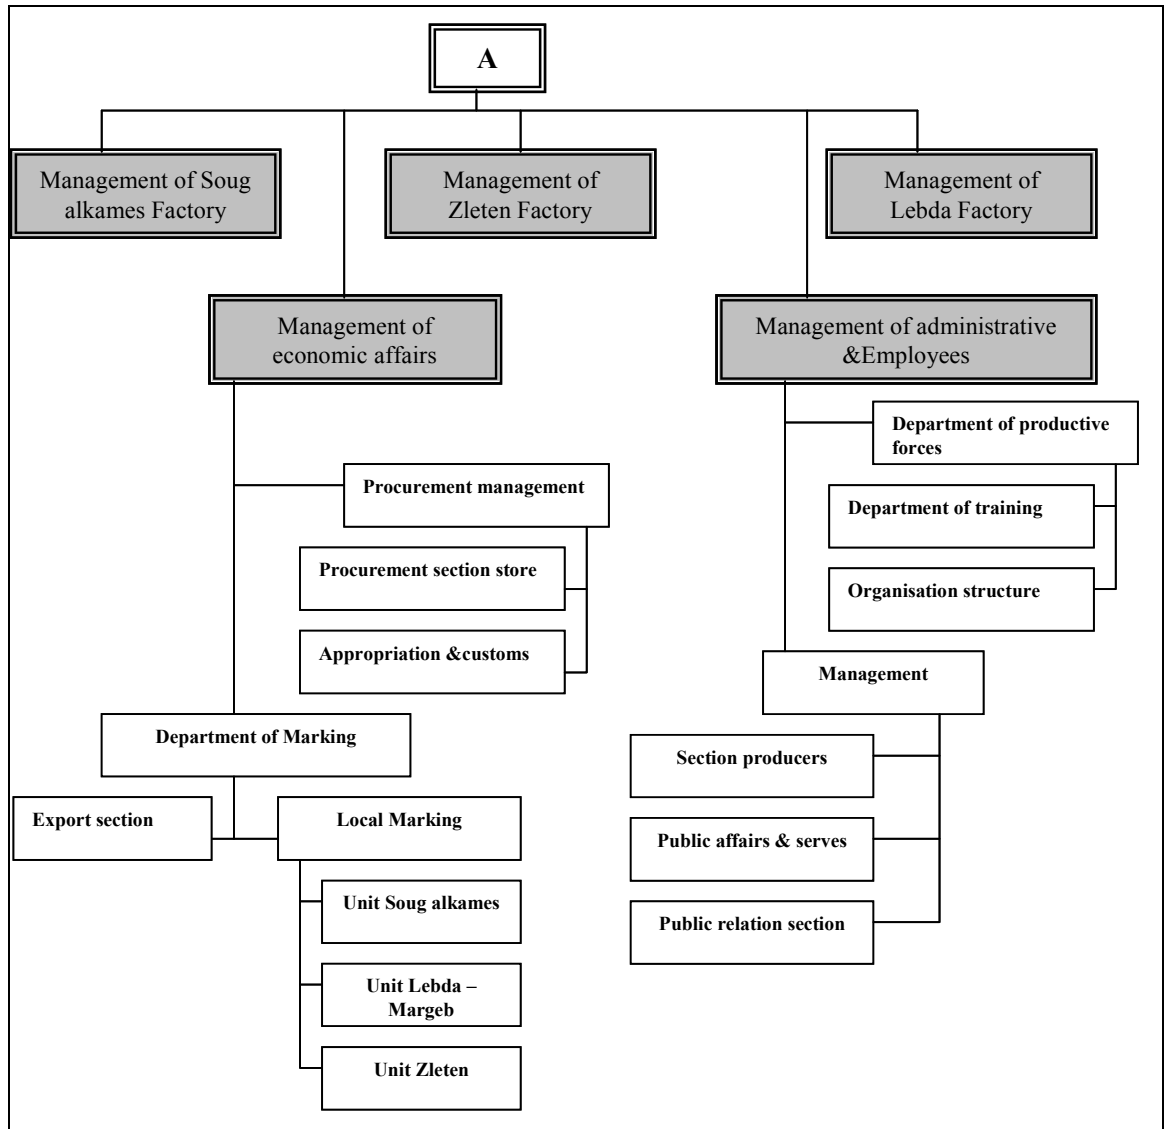 A
Management of Soug
alkames Factory
Management of
Zleten Factory
Management of
Lebda Factory
Management of
economic affairs
Management of administrative
&Employees
Department of productive
forces
Procurement management
Department of training
Procurement section store
Organisation structure
Appropriation &customs
Management
Department of Marking
Section producers
Export section
Local Marking
Public affairs & serves
Unit Soug alkames
Public relation section
Unit Lebda –
Margeb
Unit Zleten